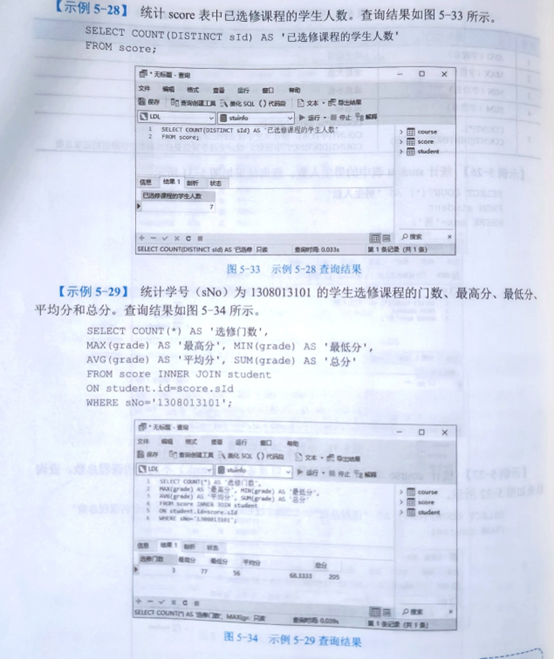 【示例 5-28】 统计 score 表中已选修课程的学生人数。查询结果如图 5-33 所示。
SELECT COUNT(DISTINCT sId) AS '已选修课程的学生人数'
FROM score;
* 无标题 - 查询
文件 编辑 格式 查看 运行 窗口 帮助
保存 查询创建工具 美化 SQL () 代码段 文本 导出结果
LDL stuinfo 运行 停止 解释
1 SELECT COUNT(DISTINCT sId) AS '已选修课程的学生人数'
2 FROM score;
course
score
student
信息 结果 1 剖析 状态
已选修课程的学生人数
7
搜索
SELECT COUNT(DISTINCT sId) AS '已选修 只读 查询时间: 0.033s 第 1 条记录 (共 1 条)
图 5-33 示例 5-28 查询结果
【示例 5-29】 统计学号（sNo）为 1308013101 的学生选修课程的门数、最高分、最低分、
平均分和总分。查询结果如图 5-34 所示。
SELECT COUNT(*) AS '选修门数',
MAX(grade) AS '最高分', MIN(grade) AS '最低分',
AVG(grade) AS '平均分', SUM(grade) AS '总分'
FROM score INNER JOIN student
ON student.id=score.sId
WHERE sNo='1308013101';
* 无标题 - 查询
文件 编辑 格式 查看 运行 窗口 帮助
保存 查询创建工具 美化 SQL () 代码段 文本 导出结果
LDL stuinfo 运行 停止 解释
1 SELECT COUNT(*) AS '选修门数',
2 MAX(grade) AS '最高分', MIN(grade) AS '最低分',
3 AVG(grade) AS '平均分', SUM(grade) AS '总分'
4 FROM score INNER JOIN student
5 ON student.id=score.sId
6 WHERE sNo='1308013101';
course
score
student
信息 结果 1 剖析 状态
选修门数 最高分 最低分 平均分 总分
3 77 56 68.3333 205
搜索
SELECT COUNT(*) AS '选修门数', MAX(gr 只读 查询时间: 0.039s 第 1 条记录 (共 1 条)
图 5-34 示例 5-29 查询结果